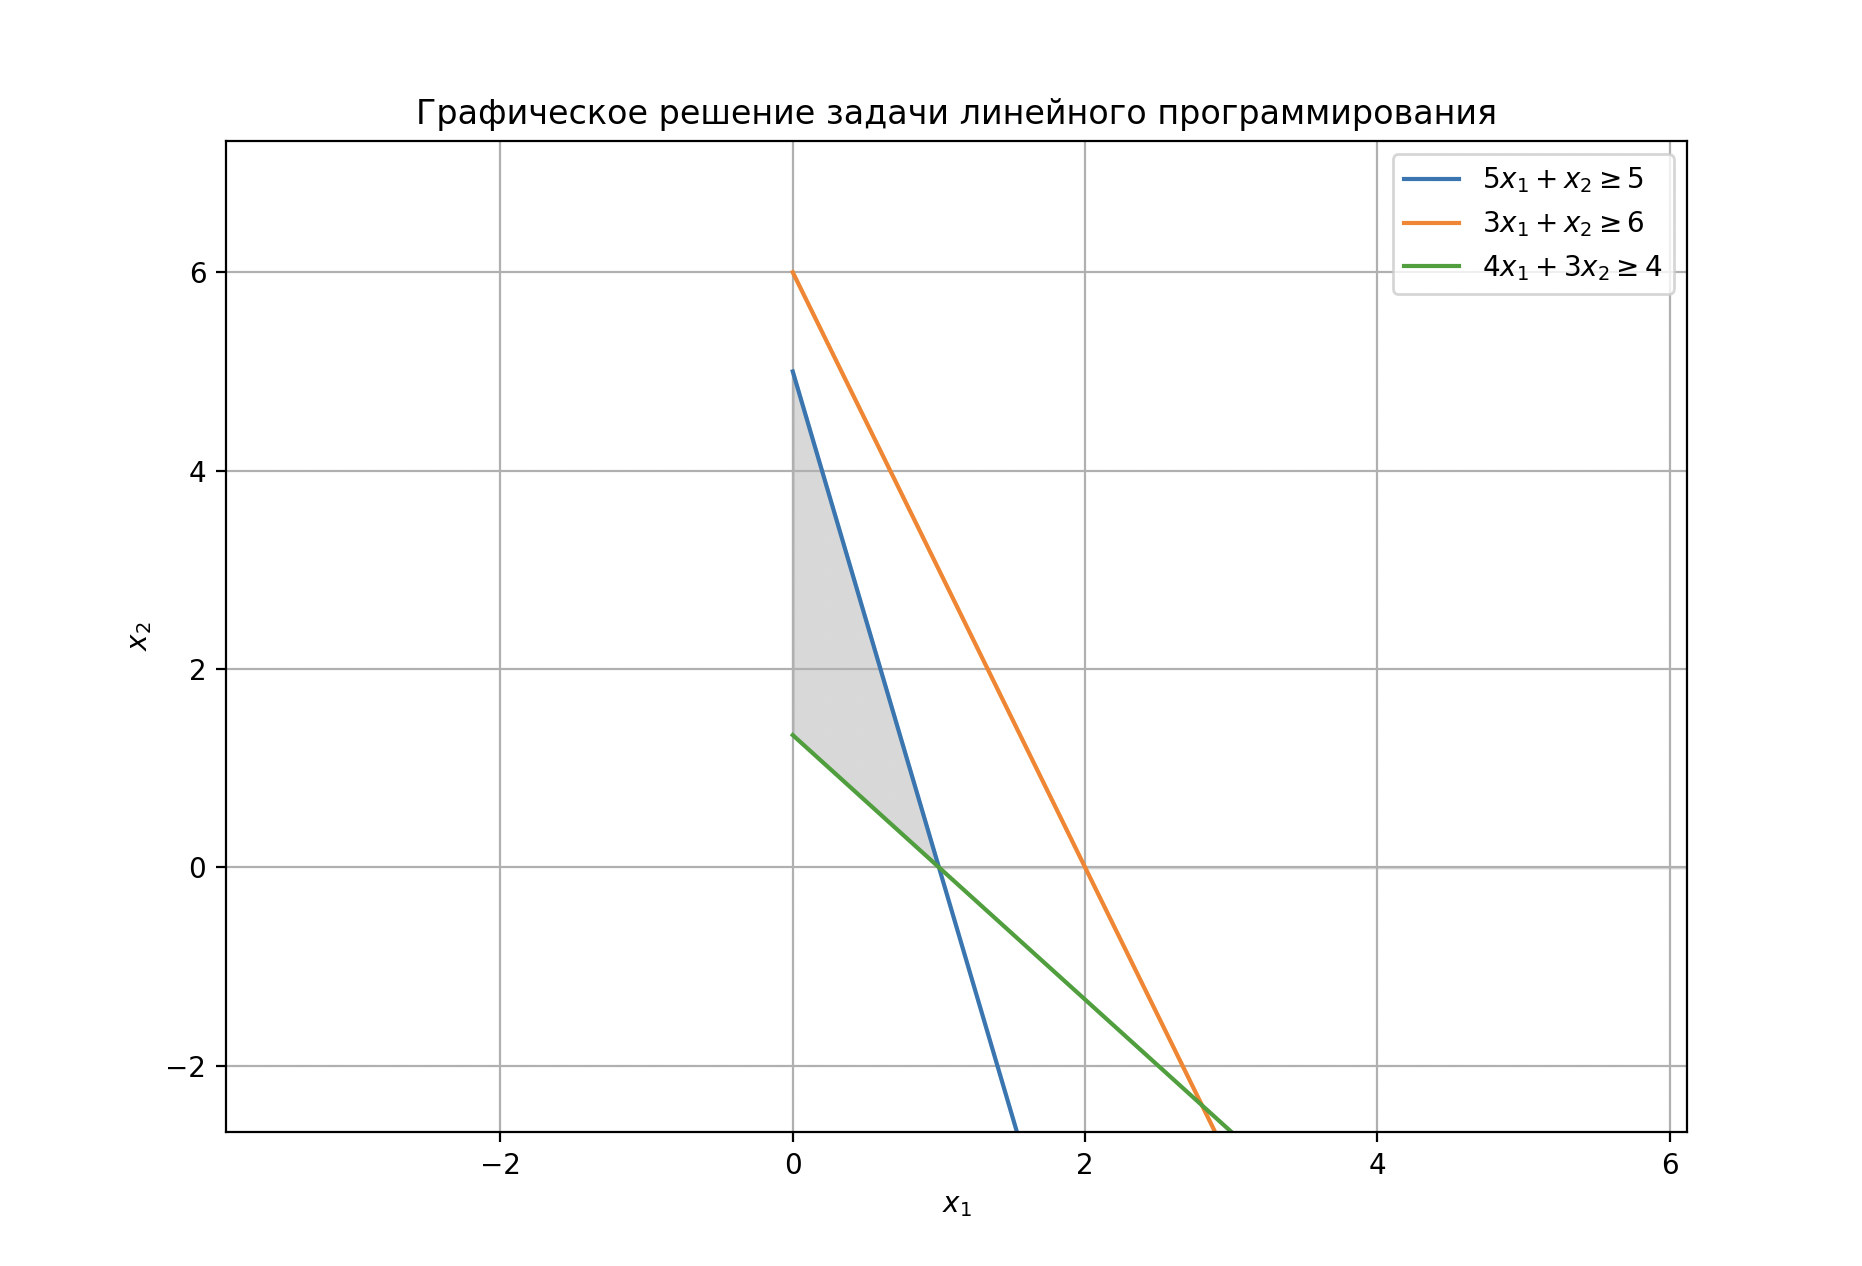 Графическое решение задачи линейного программирования
5x₁ + x₂ ≥ 5
3x₁ + x₂ ≥ 6
4x₁ + 3x₂ ≥ 4
6
4
2
0
−2
x₂
−2 0 2 4 6
x₁